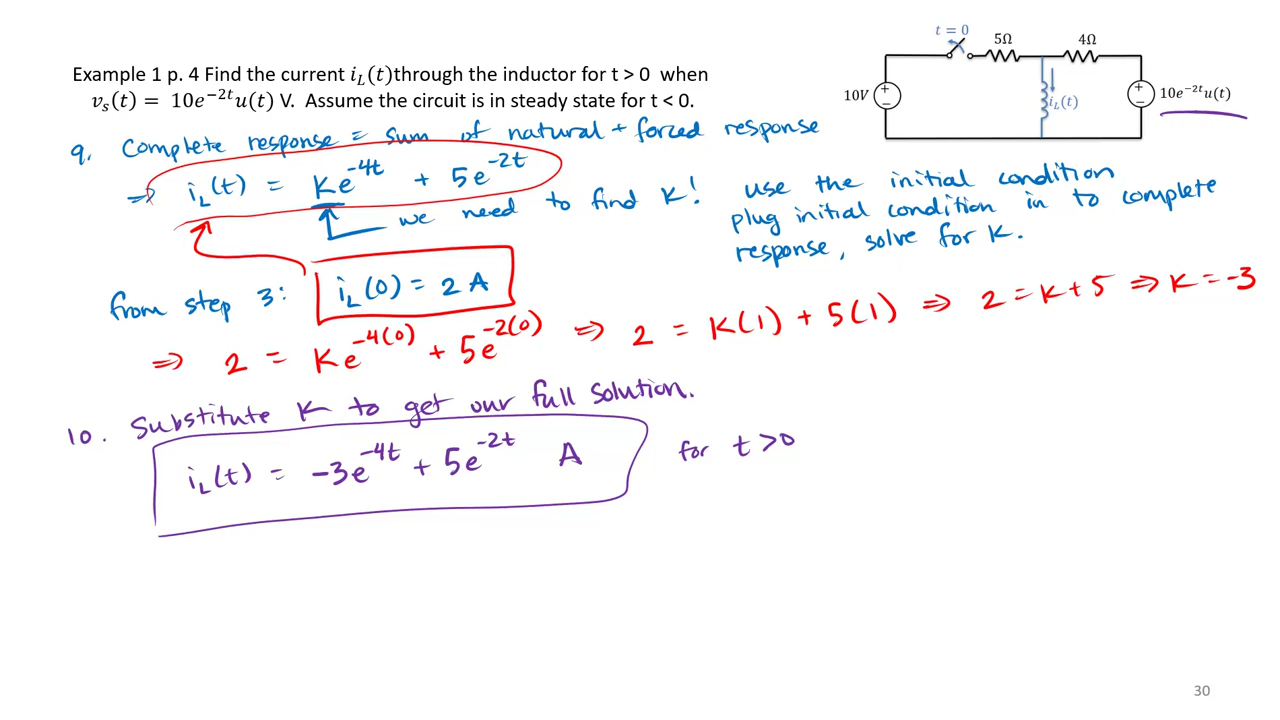 Example 1 p. 4 Find the current i_L(t)through the inductor for t > 0 when
v_s(t) = 10e^{-2t}u(t) V. Assume the circuit is in steady state for t < 0.
t = 0
5Ω
4Ω
10V
+
−
i_L(t)
+
−
10e^{-2t}u(t)
9. Complete response = sum of natural + forced response
⇒ i_L(t) = Ke^{-4t} + 5e^{-2t}
we need to find K!
use the initial condition
plug initial condition in to complete
response, solve for K.
from step 3: i_L(0) = 2 A
⇒ 2 = Ke^{-4(0)} + 5e^{-2(0)} ⇒ 2 = K(1) + 5(1) ⇒ 2 = K + 5 ⇒ K = -3
10. Substitute K to get our full solution.
i_L(t) = -3e^{-4t} + 5e^{-2t} A for t > 0
30